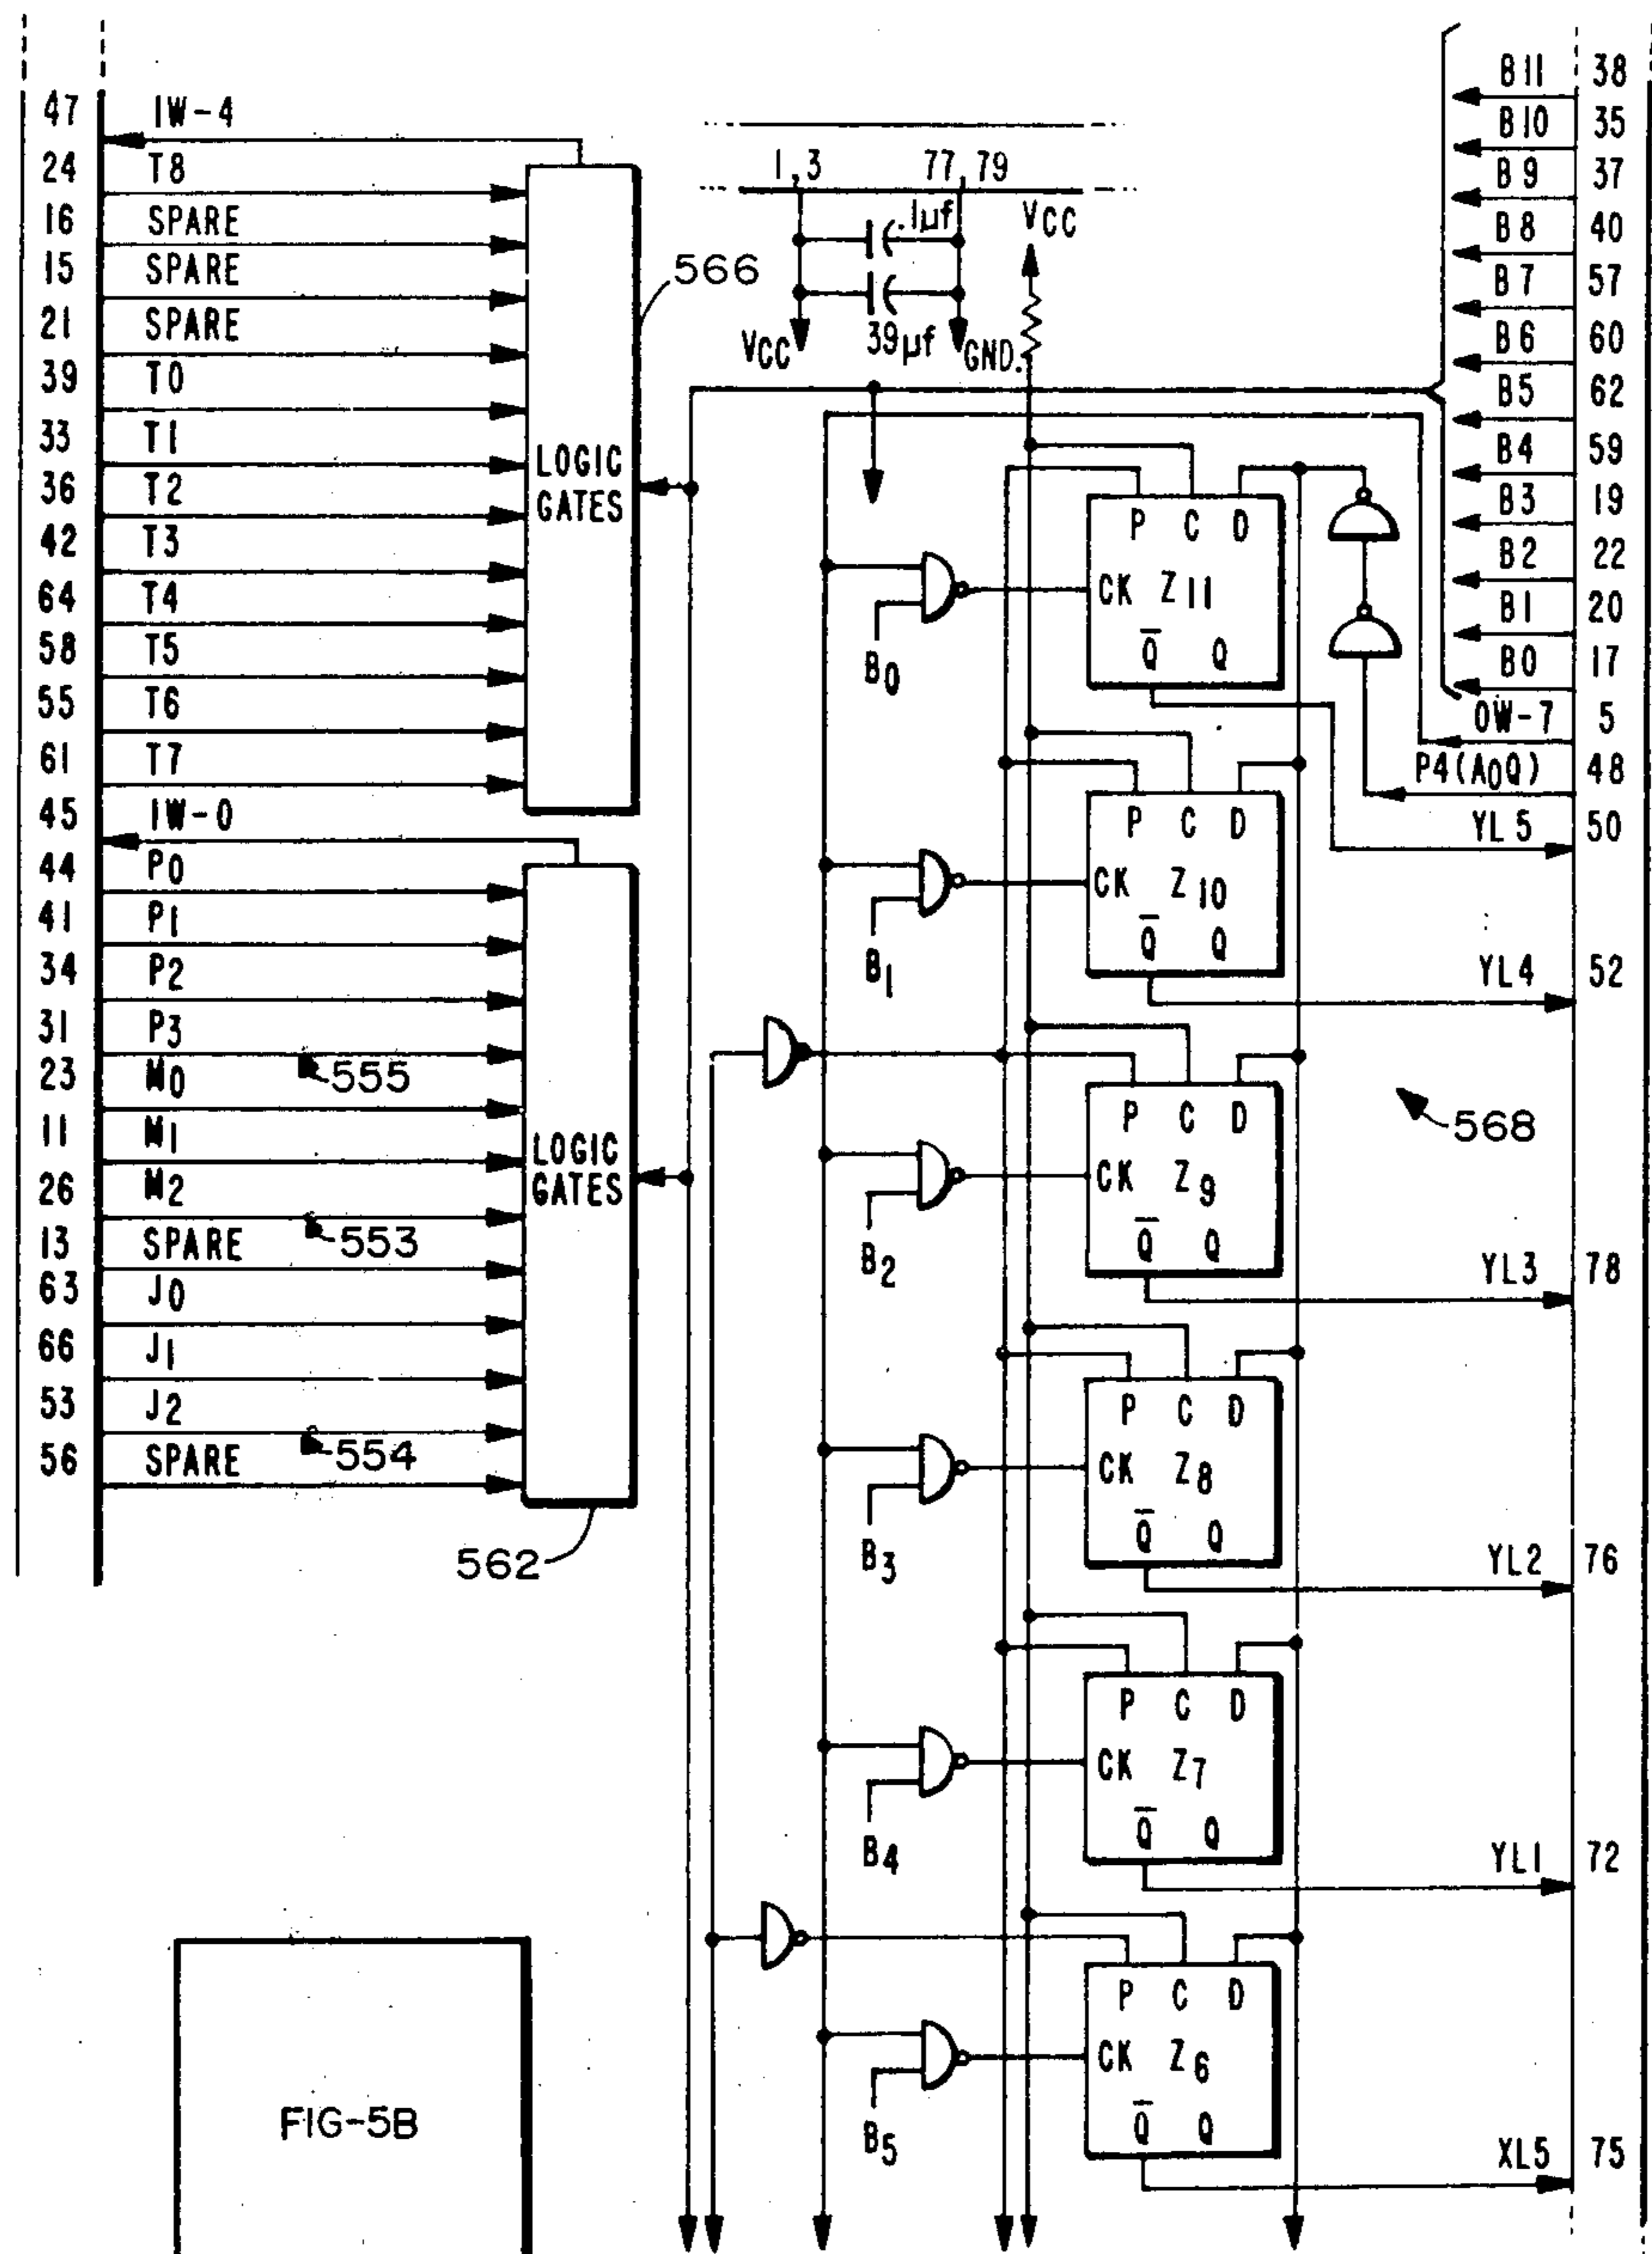 47 IW-4
24 T8
16 SPARE
15 SPARE
21 SPARE
39 T0
33 T1
36 T2
42 T3
64 T4
58 T5
55 T6
61 T7
45 IW-0
44 P0
41 P1
34 P2
31 P3
555
23 M0
11 M1
26 M2
553
13 SPARE
63 J0
66 J1
53 J2
554
56 SPARE
LOGIC
GATES
566
LOGIC
GATES
562
1,3 77,79
.1µf
VCC
39µf
VCC
GND.
B11 38
B10 35
B9 37
B8 40
B7 57
B6 60
B5 62
B4 59
B3 19
B2 22
B1 20
B0 17
OW-7 5
P4(A0Q) 48
YL5 50
YL4 52
YL3 78
YL2 76
YL1 72
XL5 75
568
P C D
CK Z11
Q̅ Q
B0
P C D
CK Z10
Q̅ Q
B1
P C D
CK Z9
Q̅ Q
B2
P C D
CK Z8
Q̅ Q
B3
P C D
CK Z7
Q̅ Q
B4
P C D
CK Z6
Q̅ Q
B5
FIG-5B